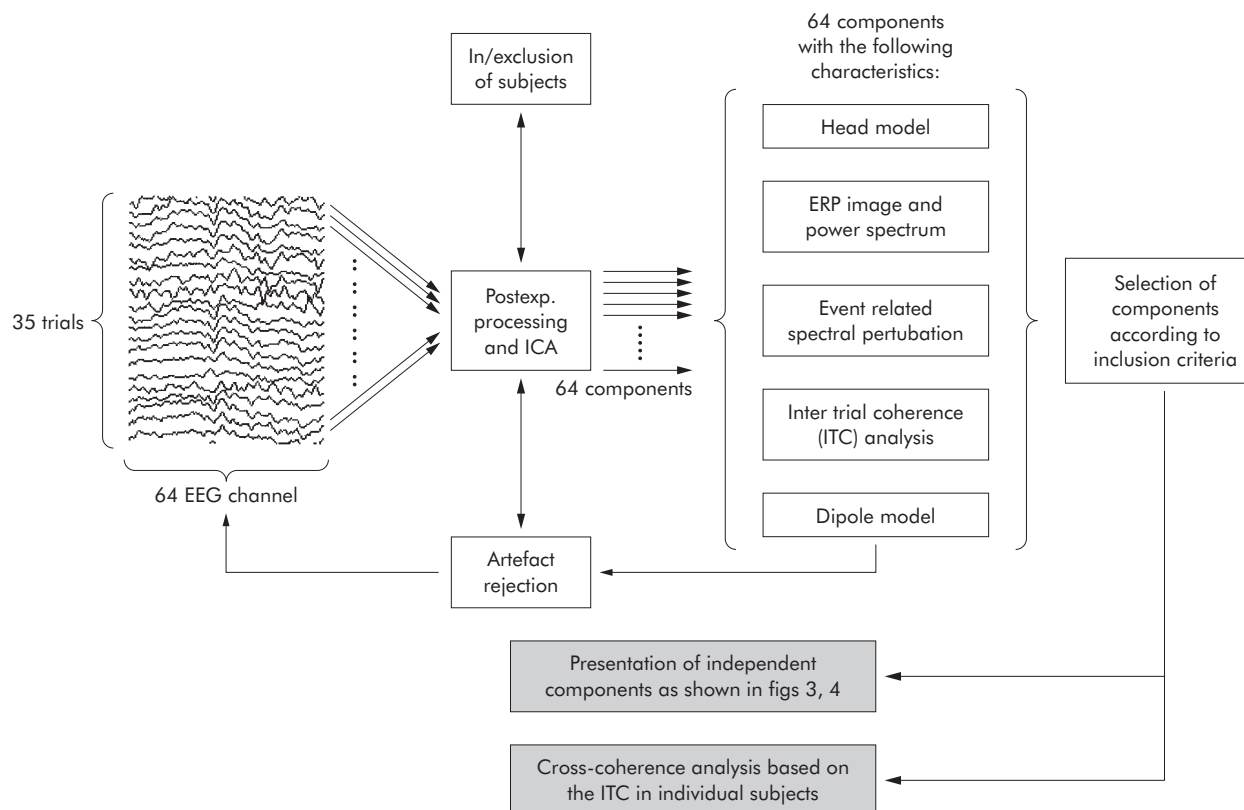 64 components
with the following
characteristics:
In/exclusion
of subjects
Head model
ERP image and
power spectrum
35 trials
Postexp.
processing
and ICA
64 components
Event related
spectral pertubation
Selection of
components
according to
inclusion criteria
Inter trial coherence
(ITC) analysis
64 EEG channel
Dipole model
Artefact
rejection
Presentation of independent
components as shown in figs 3, 4
Cross-coherence analysis based on
the ITC in individual subjects